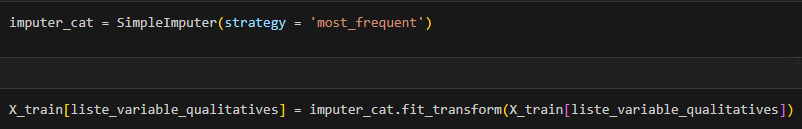 imputer_cat = SimpleImputer(strategy = 'most_frequent')
X_train[liste_variable_qualitatives] = imputer_cat.fit_transform(X_train[liste_variable_qualitatives])